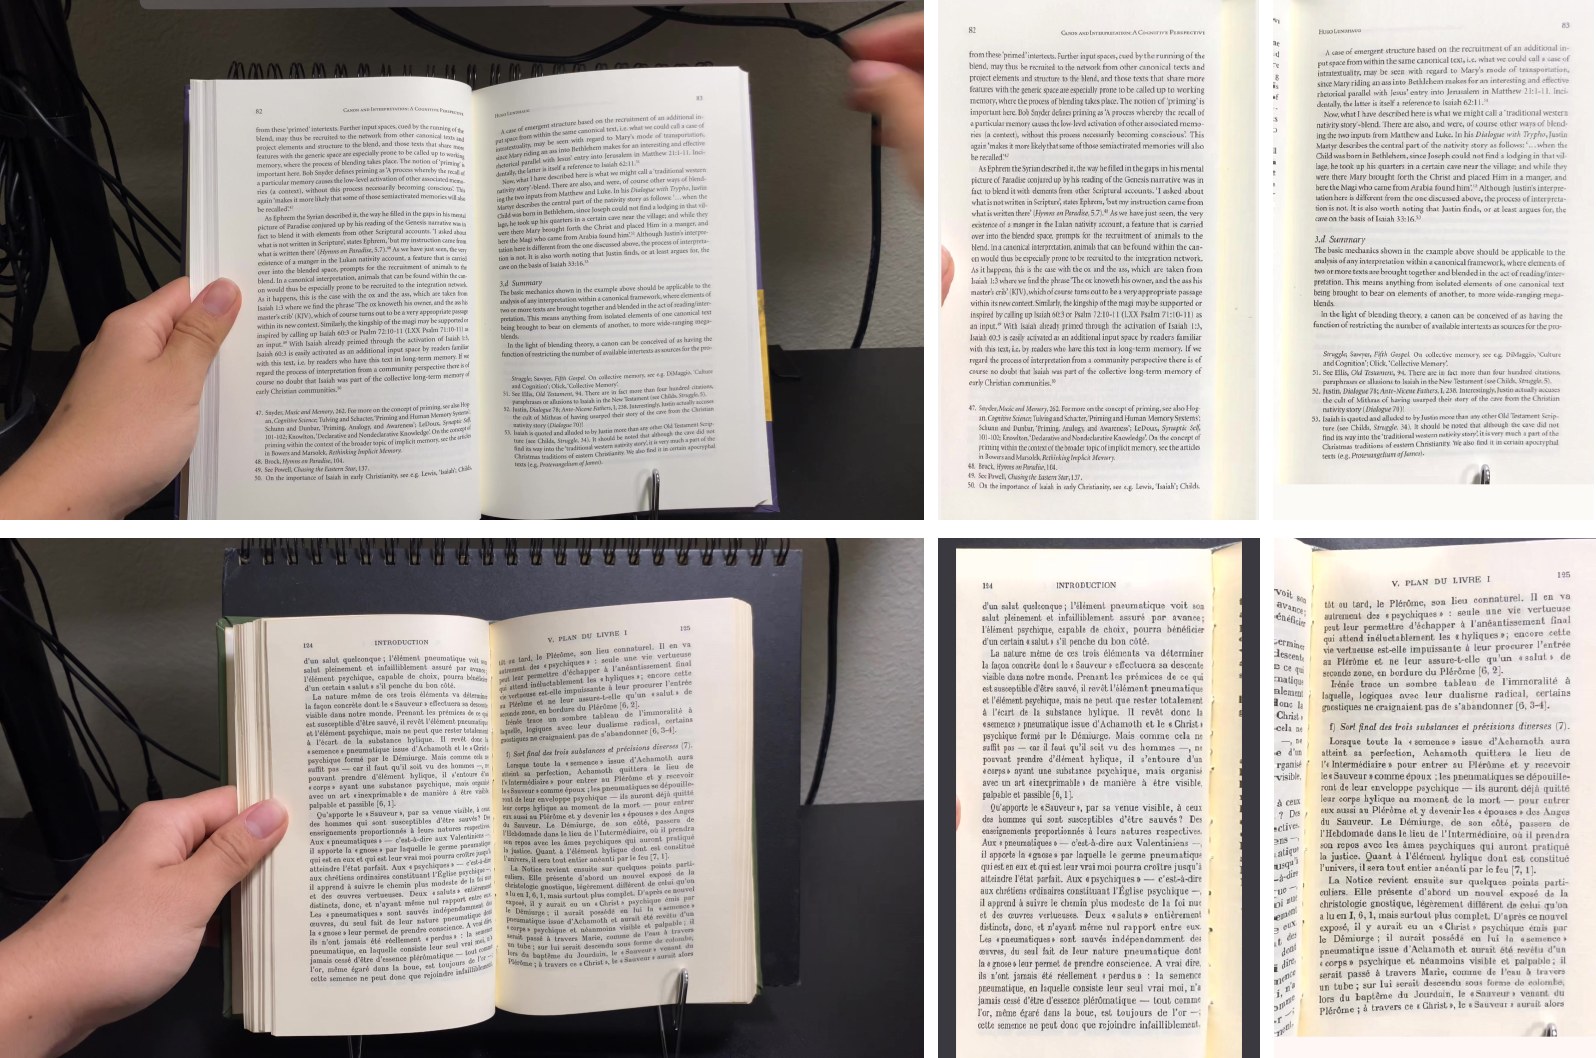 82 CANON AND INTERPRETATION: A COGNITIVE PERSPECTIVE
from these 'primed' intertexts. Further input spaces, cued by the running of the
blend, may thus be recruited to the network from other canonical texts and
project elements and structure to the blend, and those texts that share more
features with the generic space are especially prone to be called up to working
memory, where the process of blending takes place. The notion of 'priming' is
important here. Bob Snyder defines priming as 'A process whereby the recall of
a particular memory causes the low-level activation of other associated memo-
ries (a context), without this process necessarily becoming conscious'. This
again 'makes it more likely that some of those semiactivated memories will also
be recalled'.47
As Ephrem the Syrian described it, the way he filled in the gaps in his mental
picture of Paradise conjured up by his reading of the Genesis narrative was in
fact to blend it with elements from other Scriptural accounts. 'I asked about
what is not written in Scripture', states Ephrem, 'but my instruction came from
what is written there' (Hymns on Paradise, 5.7).48 As we have just seen, the very
existence of a manger in the Lukan nativity account, a feature that is carried
over into the blended space, prompts for the recruitment of animals to the
blend. In a canonical interpretation, animals that can be found within the can-
on would thus be especially prone to be recruited to the integration network.
As it happens, this is the case with the ox and the ass, which are taken from
Isaiah 1:3 where we find the phrase 'The ox knoweth his owner, and the ass his
master's crib' (KJV), which of course turns out to be a very appropriate passage
within its new context. Similarly, the kingship of the magi may be supported or
inspired by calling up Isaiah 60:3 or Psalm 72:10-11 (LXX Psalm 71:10-11) as
an input.49 With Isaiah already primed through the activation of Isaiah 1:3,
Isaiah 60:3 is easily activated as an additional input space by readers familiar
with this text, i.e. by readers who have this text in long-term memory. If we
regard the process of interpretation from a community perspective there is of
course no doubt that Isaiah was part of the collective long-term memory of
early Christian communities.50
47. Snyder, Music and Memory, 262. For more on the concept of priming, see also Hog-
an, Cognitive Science; Tulving and Schacter, 'Priming and Human Memory Systems';
Schunn and Dunbar, 'Priming, Analogy, and Awareness'; LeDoux, Synaptic Self,
101-102; Knowlton, 'Declarative and Nondeclarative Knowledge'. On the concept of
priming within the context of the broader topic of implicit memory, see the articles
in Bowers and Marsolek, Rethinking Implicit Memory.
48. Brock, Hymns on Paradise, 104.
49. See Powell, Chasing the Eastern Star, 137.
50. On the importance of Isaiah in early Christianity, see e.g. Lewis, 'Isaiah'; Childs,
HUGO LUNDHAUG 83
A case of emergent structure based on the recruitment of an additional in-
put space from within the same canonical text, i.e. what we could call a case of
intratextuality, may be seen with regard to Mary's mode of transportation,
since Mary riding an ass into Bethlehem makes for an interesting and effective
rhetorical parallel with Jesus' entry into Jerusalem in Matthew 21:1-11. Inci-
dentally, the latter is itself a reference to Isaiah 62:11.51
Now, what I have described here is what we might call a 'traditional western
nativity story'-blend. There are also, and were, of course other ways of blend-
ing the two inputs from Matthew and Luke. In his Dialogue with Trypho, Justin
Martyr describes the central part of the nativity story as follows: '… when the
Child was born in Bethlehem, since Joseph could not find a lodging in that vil-
lage, he took up his quarters in a certain cave near the village; and while they
were there Mary brought forth the Christ and placed Him in a manger, and
here the Magi who came from Arabia found him'.52 Although Justin's interpre-
tation here is different from the one discussed above, the process of interpreta-
tion is not. It is also worth noting that Justin finds, or at least argues for, the
cave on the basis of Isaiah 33:16.53
3.d Summary
The basic mechanics shown in the example above should be applicable to the
analysis of any interpretation within a canonical framework, where elements of
two or more texts are brought together and blended in the act of reading/inter-
pretation. This means anything from isolated elements of one canonical text
being brought to bear on elements of another, to more wide-ranging mega-
blends.
In the light of blending theory, a canon can be conceived of as having the
function of restricting the number of available intertexts as sources for the pro-
Struggle; Sawyer, Fifth Gospel. On collective memory, see e.g. DiMaggio, 'Culture
and Cognition'; Olick, 'Collective Memory'.
51. See Ellis, Old Testament, 94. There are in fact more than four hundred citations,
paraphrases or allusions to Isaiah in the New Testament (see Childs, Struggle, 5).
52. Justin, Dialogue 78; Ante-Nicene Fathers, 1, 238. Interestingly, Justin actually accuses
the cult of Mithras of having usurped their story of the cave from the Christian
nativity story (Dialogue 70)!
53. Isaiah is quoted and alluded to by Justin more than any other Old Testament Scrip-
ture (see Childs, Struggle, 34). It should be noted that although the cave did not
find its way into the 'traditional western nativity story', it is very much a part of the
Christmas traditions of eastern Christianity. We also find it in certain apocryphal
texts (e.g. Protevangelium of James).
124 INTRODUCTION
d'un salut quelconque ; l'élément pneumatique voit son
salut pleinement et infailliblement assuré par avance ;
l'élément psychique, capable de choix, pourra bénéficier
d'un certain « salut » s'il penche du bon côté.
La nature même de ces trois éléments va déterminer
la façon concrète dont le « Sauveur » effectuera sa descente
visible dans notre monde. Prenant les prémices de ce qui
est susceptible d'être sauvé, il revêt l'élément pneumatique
et l'élément psychique, mais ne peut que rester totalement
à l'écart de la substance hylique. Il revêt donc la
« semence » pneumatique issue d'Achamoth et le « Christ »
psychique formé par le Démiurge. Mais comme cela ne
suffit pas — car il faut qu'il soit vu des hommes —, ne
pouvant prendre d'élément hylique, il s'entoure d'un
« corps » ayant une substance psychique, mais organisé
avec un art « inexprimable » de manière à être visible,
palpable et passible [6, 1].
Qu'apporte le « Sauveur », par sa venue visible, à ceux
des hommes qui sont susceptibles d'être sauvés ? Des
enseignements proportionnés à leurs natures respectives.
Aux « pneumatiques » — c'est-à-dire aux Valentiniens —,
il apporte la « gnose » par laquelle le germe pneumatique
qui est en eux et qui est leur vrai moi pourra croître jusqu'à
atteindre l'état parfait. Aux « psychiques » — c'est-à-dire
aux chrétiens ordinaires constituant l'Église psychique —,
il apprend à suivre le chemin plus modeste de la foi nue
et des œuvres vertueuses. Deux « saluts » entièrement
distincts, donc, et n'ayant même nul rapport entre eux.
Les « pneumatiques » sont sauvés indépendamment des
œuvres, du seul fait de leur nature pneumatique dont
la « gnose » leur permet de prendre conscience. A vrai dire,
ils n'ont jamais été réellement « perdus » : la semence
pneumatique, en laquelle consiste leur seul vrai moi, n'a
jamais cessé d'être d'essence plérômatique — tout comme
l'or, même égaré dans la boue, est toujours de l'or — ;
cette semence ne peut donc que rejoindre infailliblement,
V. PLAN DU LIVRE I 125
tôt ou tard, le Plérôme, son lieu connaturel. Il en va
autrement des « psychiques » : seule une vie vertueuse
peut leur permettre d'échapper à l'anéantissement final
qui attend inéluctablement les « hyliques » ; encore cette
vie vertueuse est-elle impuissante à leur procurer l'entrée
au Plérôme et ne leur assure-t-elle qu'un « salut » de
seconde zone, en bordure du Plérôme [6, 2].
Irénée trace un sombre tableau de l'immoralité à
laquelle, logiques avec leur dualisme radical, certains
gnostiques ne craignaient pas de s'abandonner [6, 3-4].
f) Sort final des trois substances et précisions diverses (7).
Lorsque toute la « semence » issue d'Achamoth aura
atteint sa perfection, Achamoth quittera le lieu de
l'« Intermédiaire » pour entrer au Plérôme et y recevoir
le « Sauveur » comme époux ; les pneumatiques se dépouille-
ront de leur enveloppe psychique — ils auront déjà quitté
leur corps hylique au moment de la mort — pour entrer
eux aussi au Plérôme et y devenir les « épouses » des Anges
du Sauveur. Le Démiurge, de son côté, passera de
l'Hebdomade dans le lieu de l'Intermédiaire, où il prendra
son repos avec les âmes psychiques qui auront pratiqué
la justice. Quant à l'élément hylique dont est constitué
l'univers, il sera tout entier anéanti par le feu [7, 1].
La Notice revient ensuite sur quelques points parti-
culiers. Elle présente d'abord un nouvel exposé de la
christologie gnostique, légèrement différent de celui qu'on
a lu en I, 6, 1, mais surtout plus complet. D'après ce nouvel
exposé, il y aurait eu un « Christ » psychique émis par
le Démiurge ; il aurait possédé en lui la « semence »
pneumatique issue d'Achamoth et aurait été revêtu d'un
« corps » psychique et néanmoins visible et palpable ; il
serait passé à travers Marie, comme de l'eau à travers
un tube ; sur lui serait descendu sous forme de colombe,
lors du baptême du Jourdain, le « Sauveur » venant du
Plérôme ; à travers ce « Christ », le « Sauveur » aurait alors